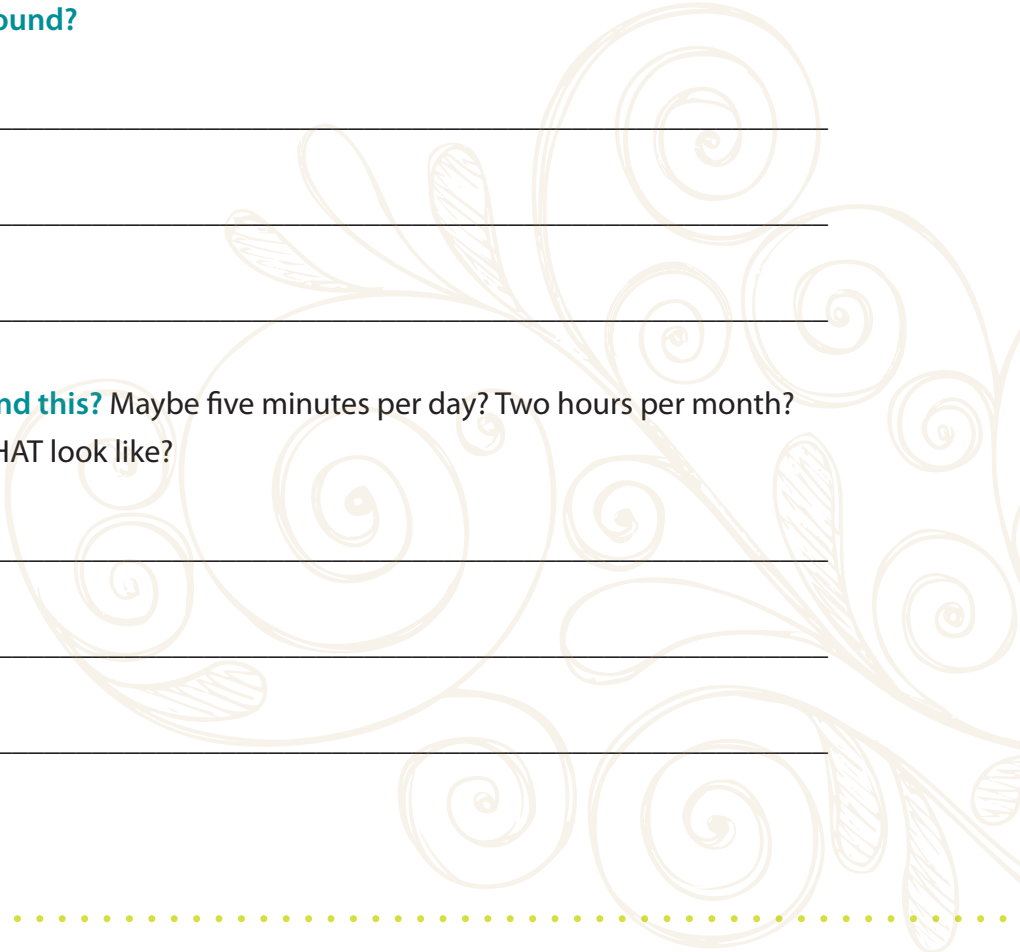 ound?
nd this? Maybe five minutes per day? Two hours per month?
HAT look like?